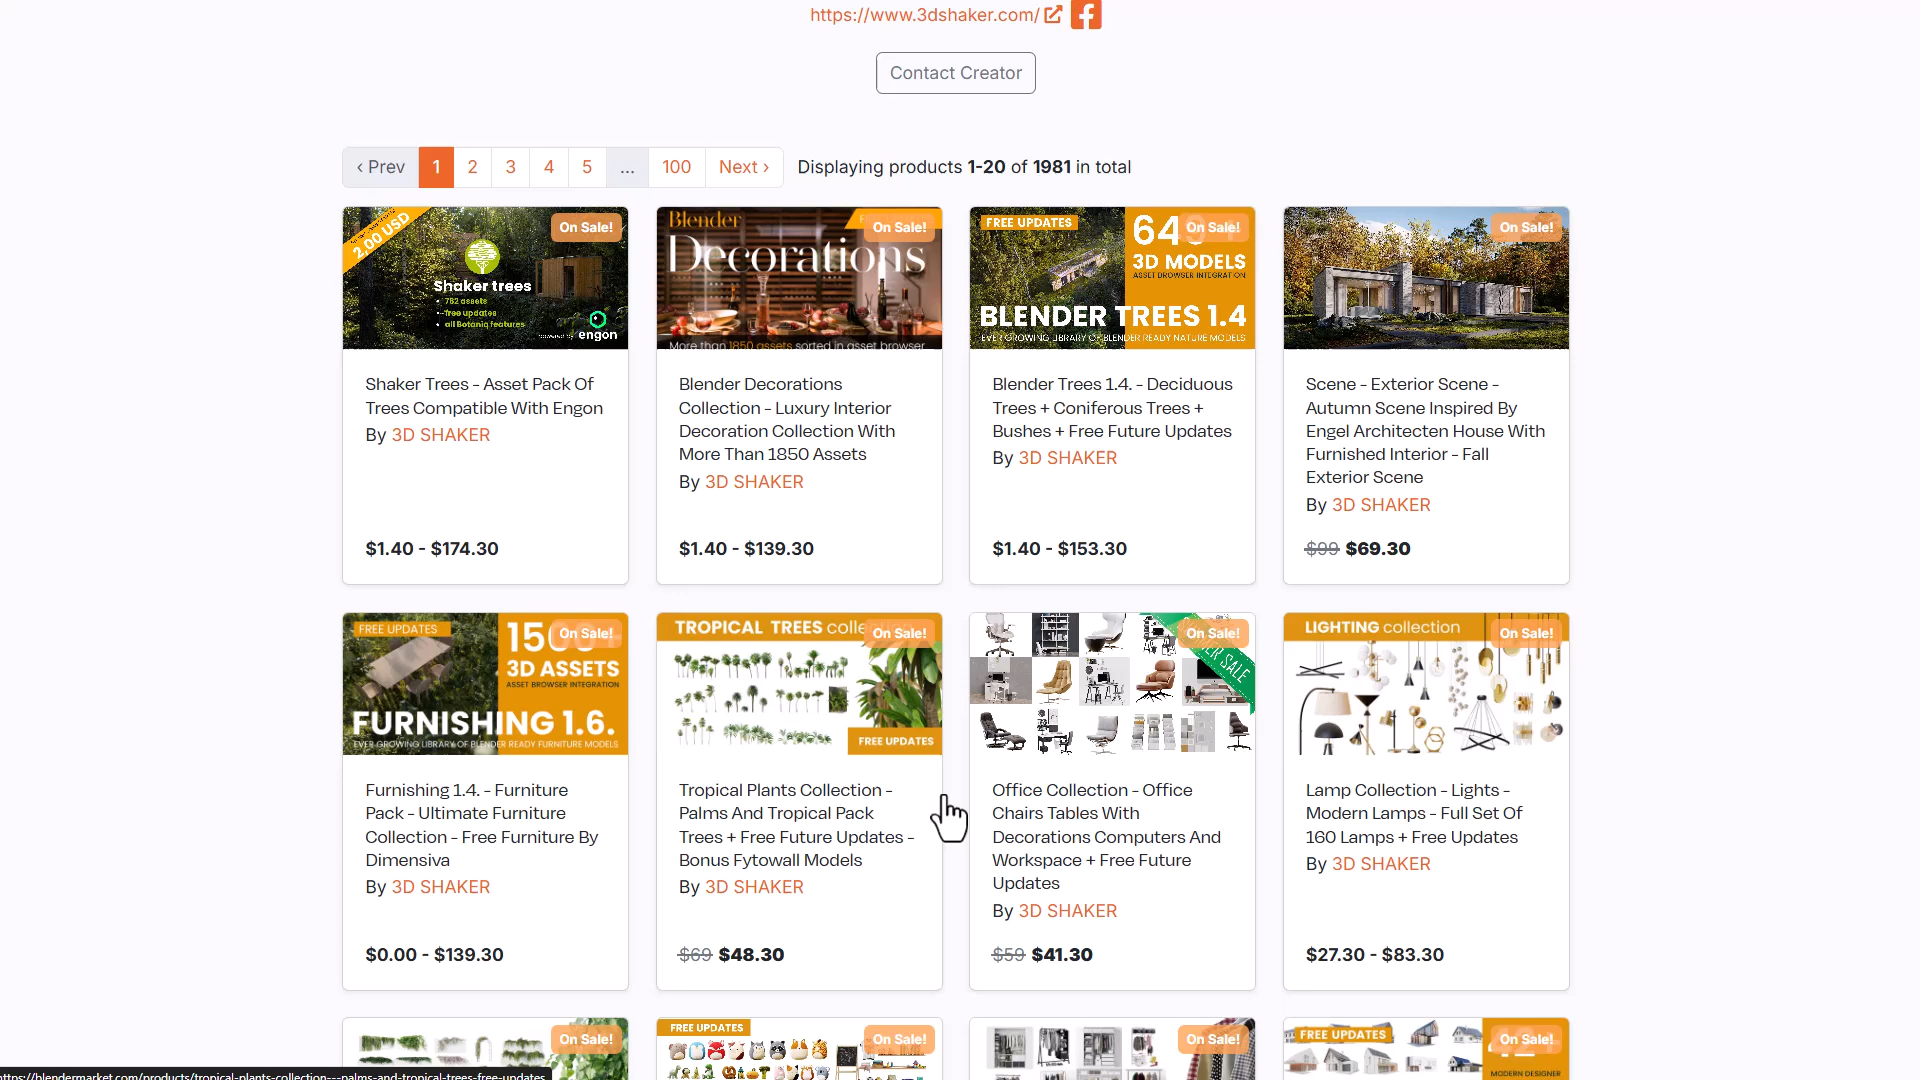 https://www.3dshaker.com/
Contact Creator
‹ Prev 1 2 3 4 5 ... 100 Next › Displaying products 1-20 of 1981 in total
2,00 USD
On Sale!
Shaker trees
782 assets
free updates
all Botaniq features
powered by engon
Shaker Trees - Asset Pack Of
Trees Compatible With Engon
By 3D SHAKER
$1.40 - $174.30
Blender
On Sale!
Decorations
More than 1850 assets sorted in asset browser
Blender Decorations
Collection - Luxury Interior
Decoration Collection With
More Than 1850 Assets
By 3D SHAKER
$1.40 - $139.30
FREE UPDATES
On Sale!
3D MODELS
ASSET BROWSER INTEGRATION
BLENDER TREES 1.4
EVER GROWING LIBRARY OF BLENDER READY NATURE MODELS
Blender Trees 1.4. - Deciduous
Trees + Coniferous Trees +
Bushes + Free Future Updates
By 3D SHAKER
$1.40 - $153.30
On Sale!
Scene - Exterior Scene -
Autumn Scene Inspired By
Engel Architecten House With
Furnished Interior - Fall
Exterior Scene
By 3D SHAKER
$99 $69.30
FREE UPDATES
On Sale!
3D ASSETS
ASSET BROWSER INTEGRATION
FURNISHING 1.6.
EVER GROWING LIBRARY OF BLENDER READY FURNITURE MODELS
Furnishing 1.4. - Furniture
Pack - Ultimate Furniture
Collection - Free Furniture By
Dimensiva
By 3D SHAKER
$0.00 - $139.30
TROPICAL TREES
On Sale!
FREE UPDATES
Tropical Plants Collection -
Palms And Tropical Pack
Trees + Free Future Updates -
Bonus Fytowall Models
By 3D SHAKER
$69 $48.30
On Sale!
SALE
Office Collection - Office
Chairs Tables With
Decorations Computers And
Workspace + Free Future
Updates
By 3D SHAKER
$59 $41.30
LIGHTING collection
On Sale!
Lamp Collection - Lights -
Modern Lamps - Full Set Of
160 Lamps + Free Updates
By 3D SHAKER
$27.30 - $83.30
On Sale!
FREE UPDATES
On Sale!
On Sale!
FREE UPDATES
On Sale!
MODERN DESIGNER
https://blendermarket.com/products/tropical-plants-collection---palms-and-tropical-trees-free-updates